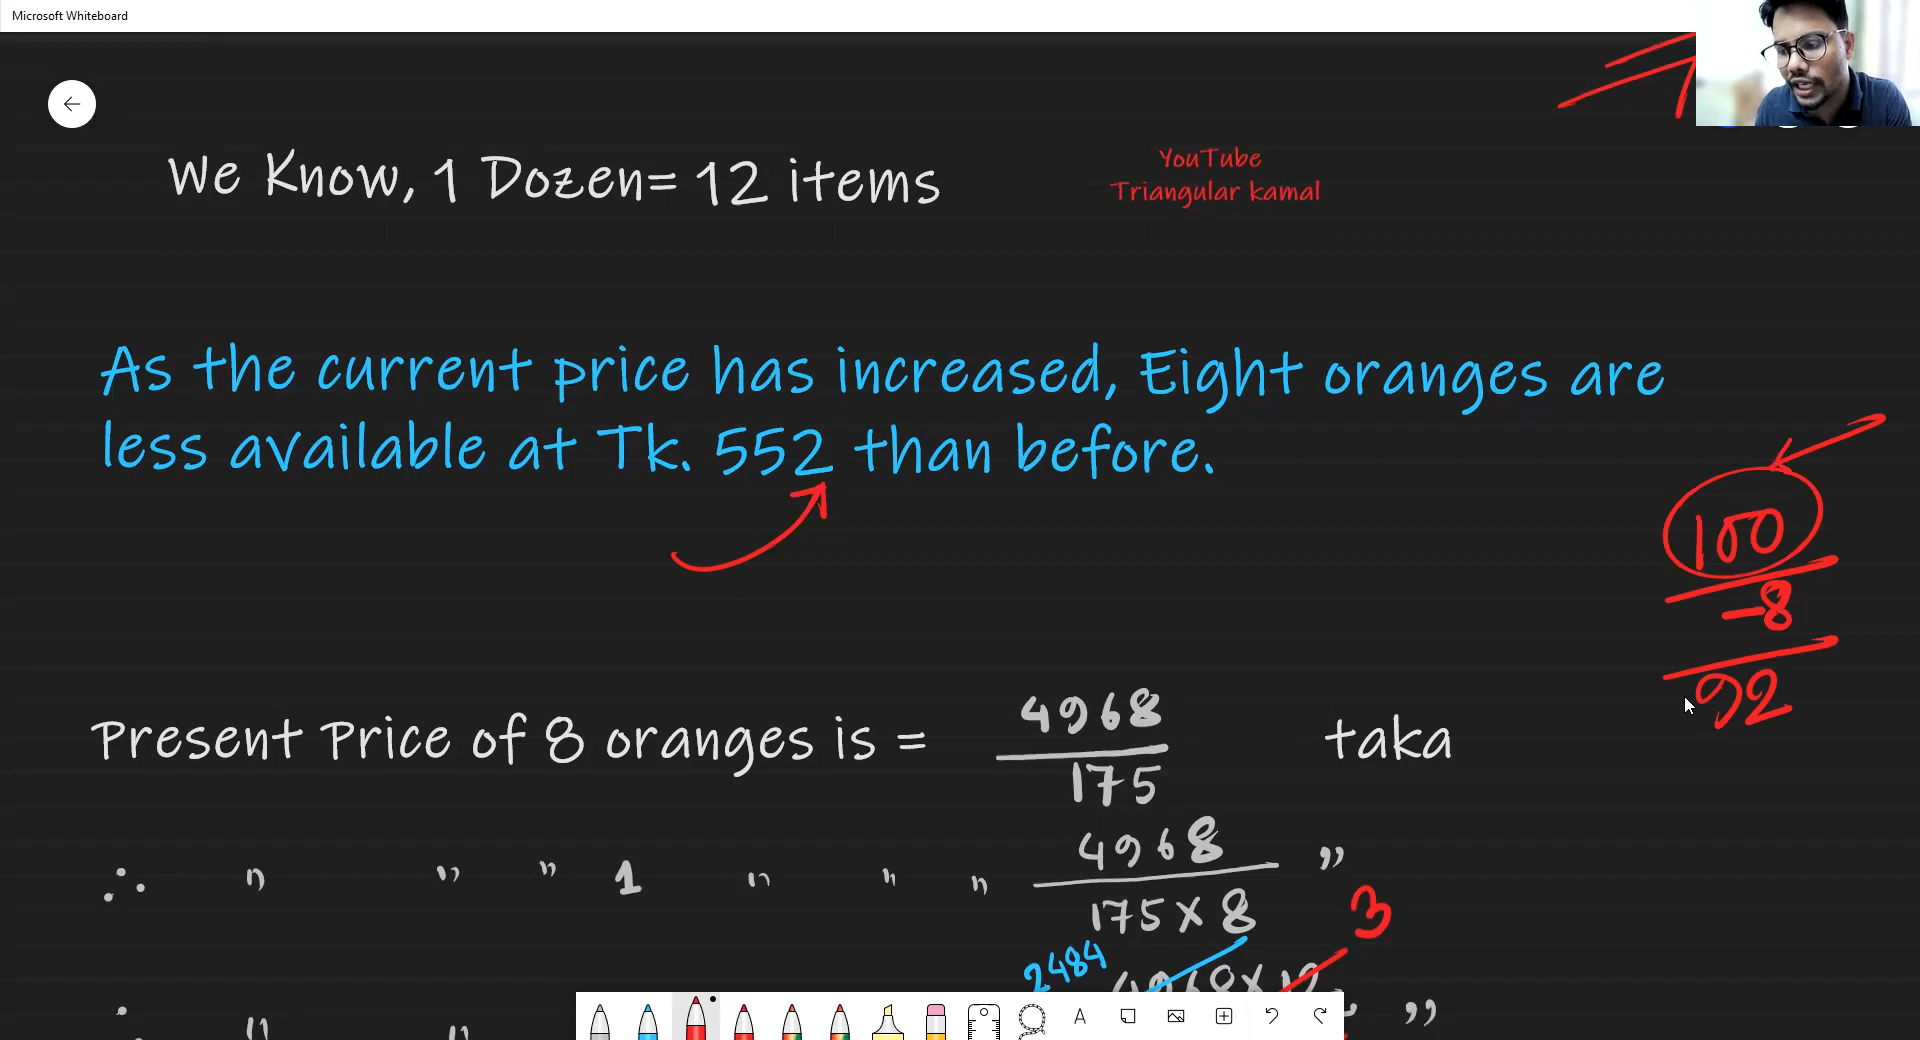 Microsoft Whiteboard
We Know, 1 Dozen= 12 items
YouTube
Triangular kamal
As the current price has increased, Eight oranges are
less available at Tk. 552 than before.
100
-8
92
Present Price of 8 oranges is = 4968/175 taka
∴ " " " 1 " " " 4968/175 × 8 "
3
2484
4968×12 "
∴ " "